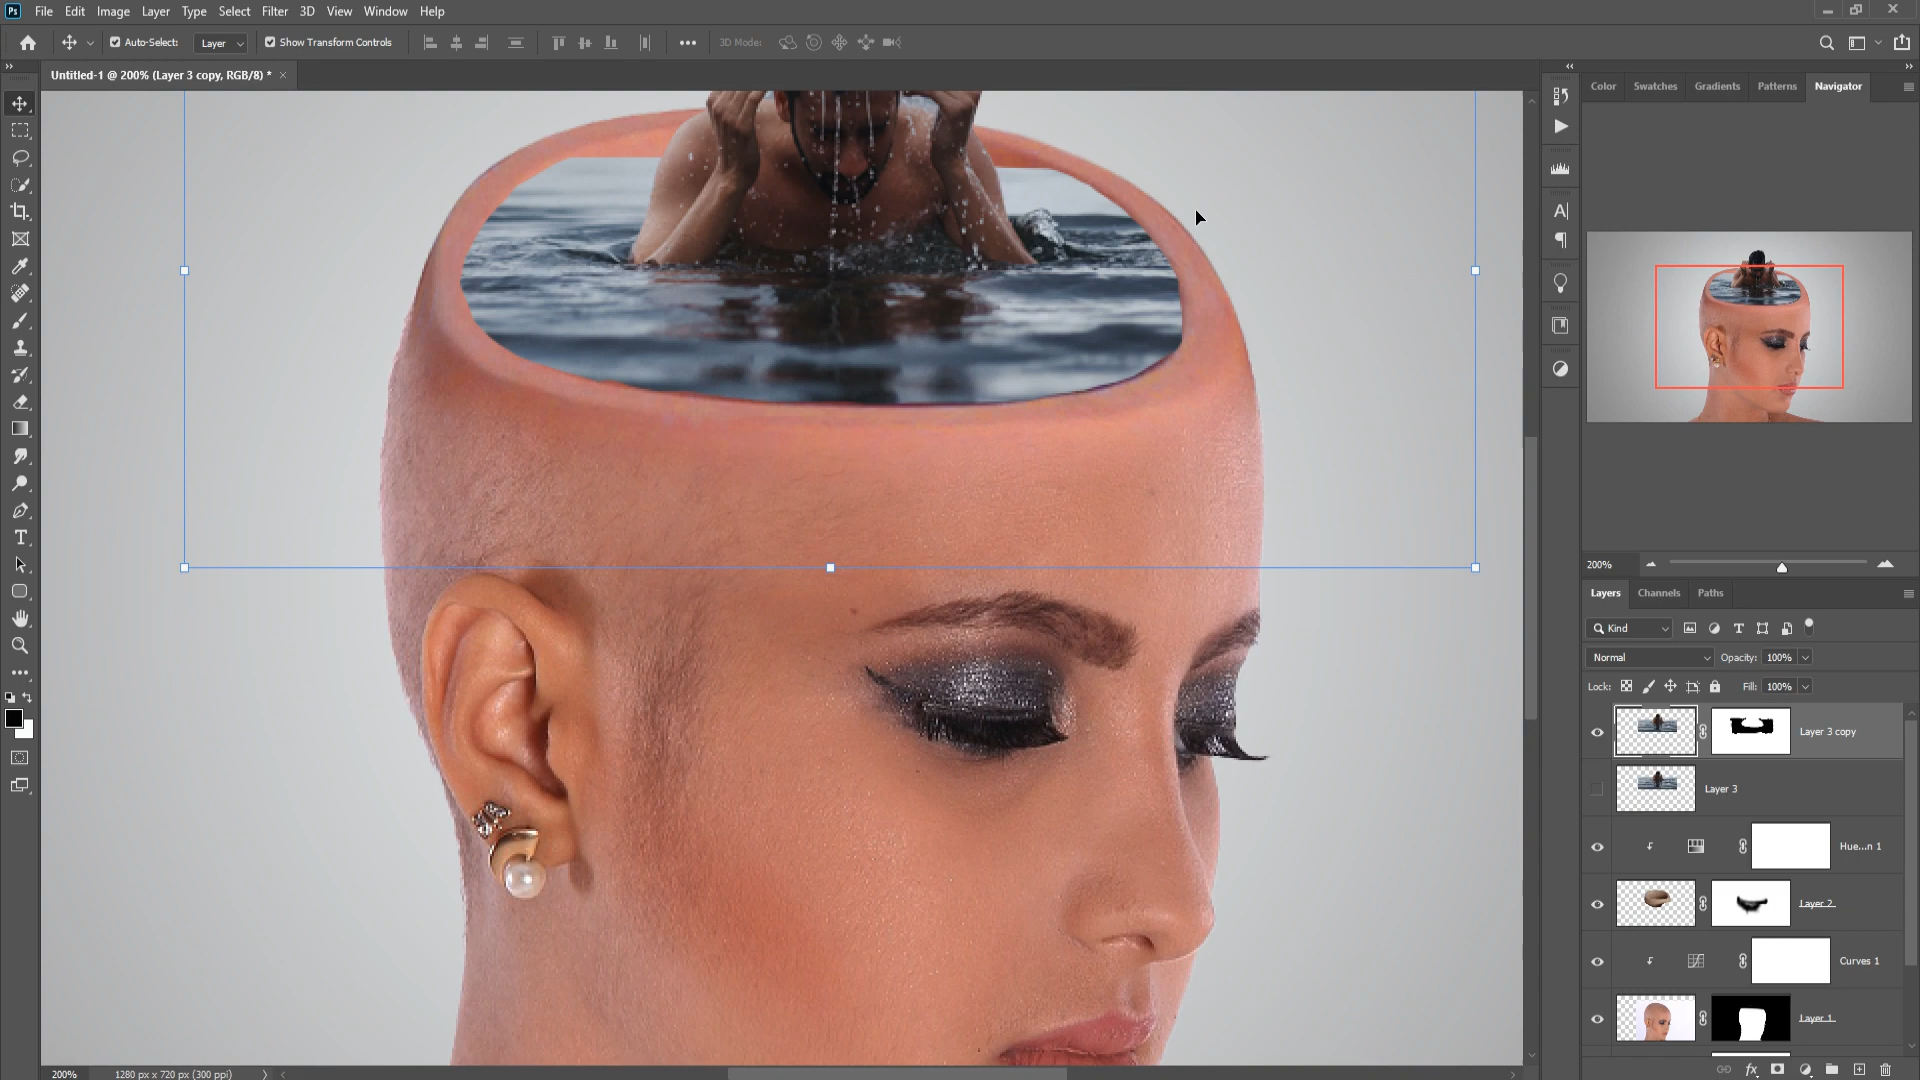 Ps File Edit Image Layer Type Select Filter 3D View Window Help
Auto-Select: Layer Show Transform Controls 3D Mode:
Untitled-1 @ 200% (Layer 3 copy, RGB/8) *
Color Swatches Gradients Patterns Navigator
200%
Layers Channels Paths
Kind
Normal Opacity: 100%
Lock: Fill: 100%
Layer 3 copy
Layer 3
Hue...n 1
Layer 2
Curves 1
Layer 1
200% 1280 px x 720 px (300 ppi)
fx